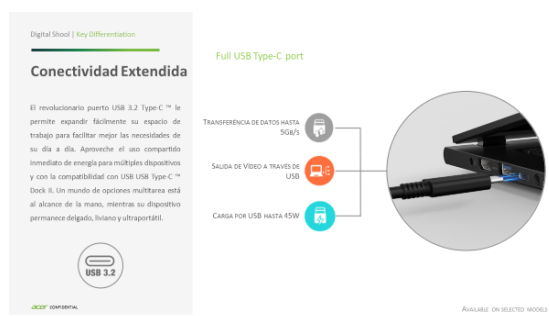 Digital Shool | Key Differentiation
Conectividad Extendida
El revolucionario puerto USB 3.2 Type-C ™ le
permite expandir fácilmente su espacio de
trabajo para facilitar mejor las necesidades de
su día a día. Aproveche el uso compartido
inmediato de energía para múltiples dispositivos
y con la compatibilidad con USB USB Type-C ™
Dock II. Un mundo de opciones multitarea está
al alcance de la mano, mientras su dispositivo
permanece delgado, liviano y ultraportátil.
USB 3.2
acer CONFIDENTIAL
Full USB Type-C port
TRANSFERÉNCIA DE DATOS HASTA
5GB/S
SALIDA DE VÍDEO A TRAVÉS DE
USB
CARGA POR USB HASTA 45W
AVAILABLE ON SELECTED MODELS